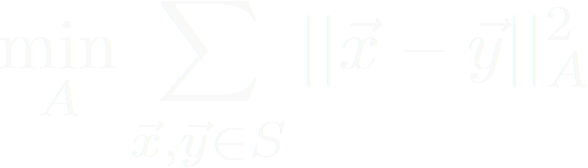 min_A ∑_{x⃗,y⃗∈S} ||x⃗ − y⃗||²_A